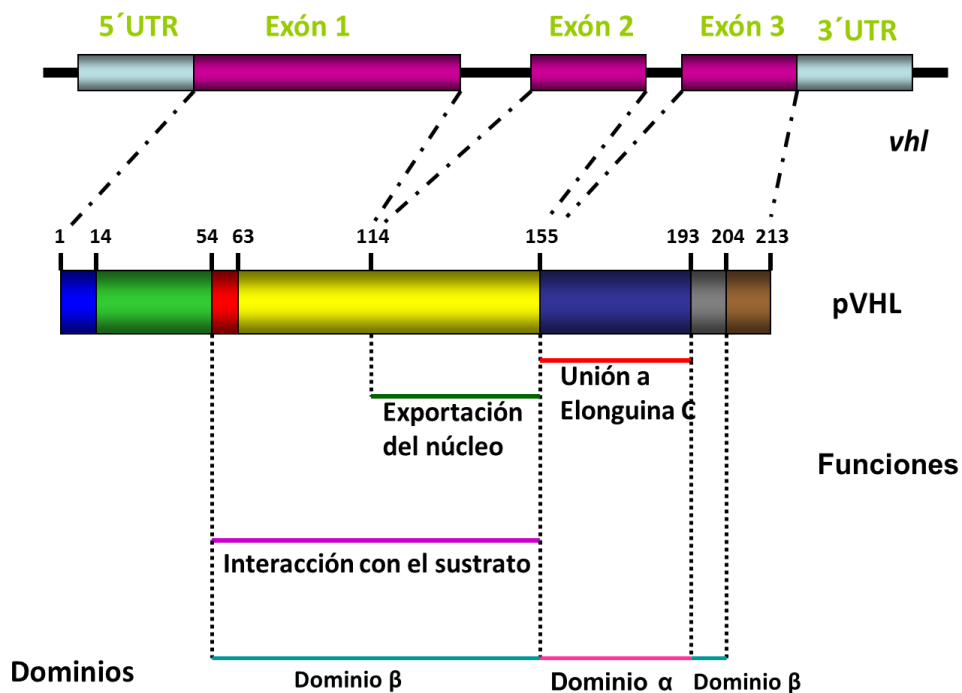 5´UTR Exón 1 Exón 2 Exón 3 3´UTR
vhl
1 14 54 63 114 155 193 204 213
pVHL
Unión a
Elonguina C
Exportación
del núcleo
Funciones
Interacción con el sustrato
Dominios Dominio β Dominio α Dominio β